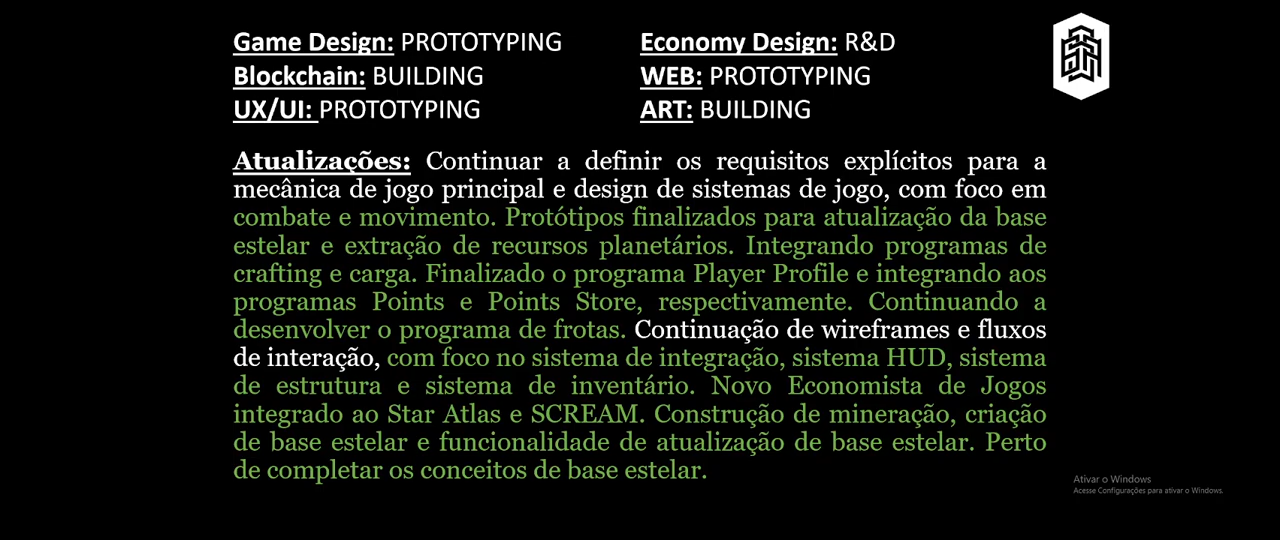 Game Design: PROTOTYPING
Economy Design: R&D
Blockchain: BUILDING
WEB: PROTOTYPING
UX/UI: PROTOTYPING
ART: BUILDING
Atualizações: Continuar a definir os requisitos explícitos para a
mecânica de jogo principal e design de sistemas de jogo, com foco em
combate e movimento. Protótipos finalizados para atualização da base
estelar e extração de recursos planetários. Integrando programas de
crafting e carga. Finalizado o programa Player Profile e integrando aos
programas Points e Points Store, respectivamente. Continuando a
desenvolver o programa de frotas. Continuação de wireframes e fluxos
de interação, com foco no sistema de integração, sistema HUD, sistema
de estrutura e sistema de inventário. Novo Economista de Jogos
integrado ao Star Atlas e SCREAM. Construção de mineração, criação
de base estelar e funcionalidade de atualização de base estelar. Perto
de completar os conceitos de base estelar.
Ativar o Windows
Acesse Configurações para ativar o Windows.